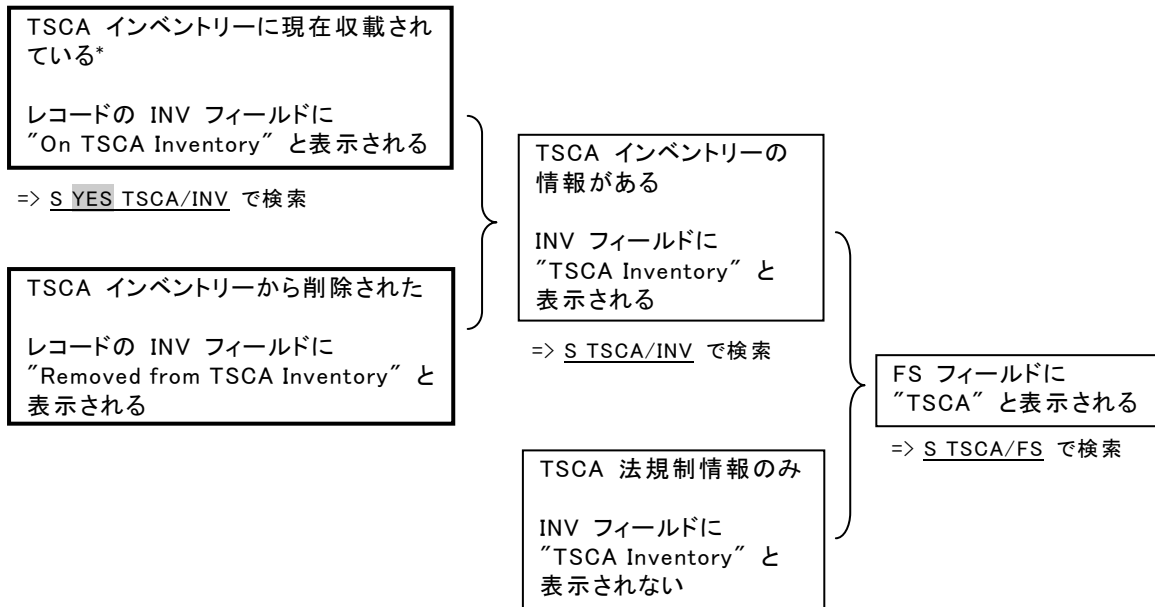 TSCA インベントリーに現在収載され
ている*
レコードの INV フィールドに
"On TSCA Inventory" と表示される
=> S YES TSCA/INV で検索
TSCA インベントリーから削除された
レコードの INV フィールドに
"Removed from TSCA Inventory" と
表示される
TSCA インベントリーの
情報がある
INV フィールドに
"TSCA Inventory" と
表示される
=> S TSCA/INV で検索
TSCA 法規制情報のみ
INV フィールドに
"TSCA Inventory" と
表示されない
FS フィールドに
"TSCA" と表示される
=> S TSCA/FS で検索